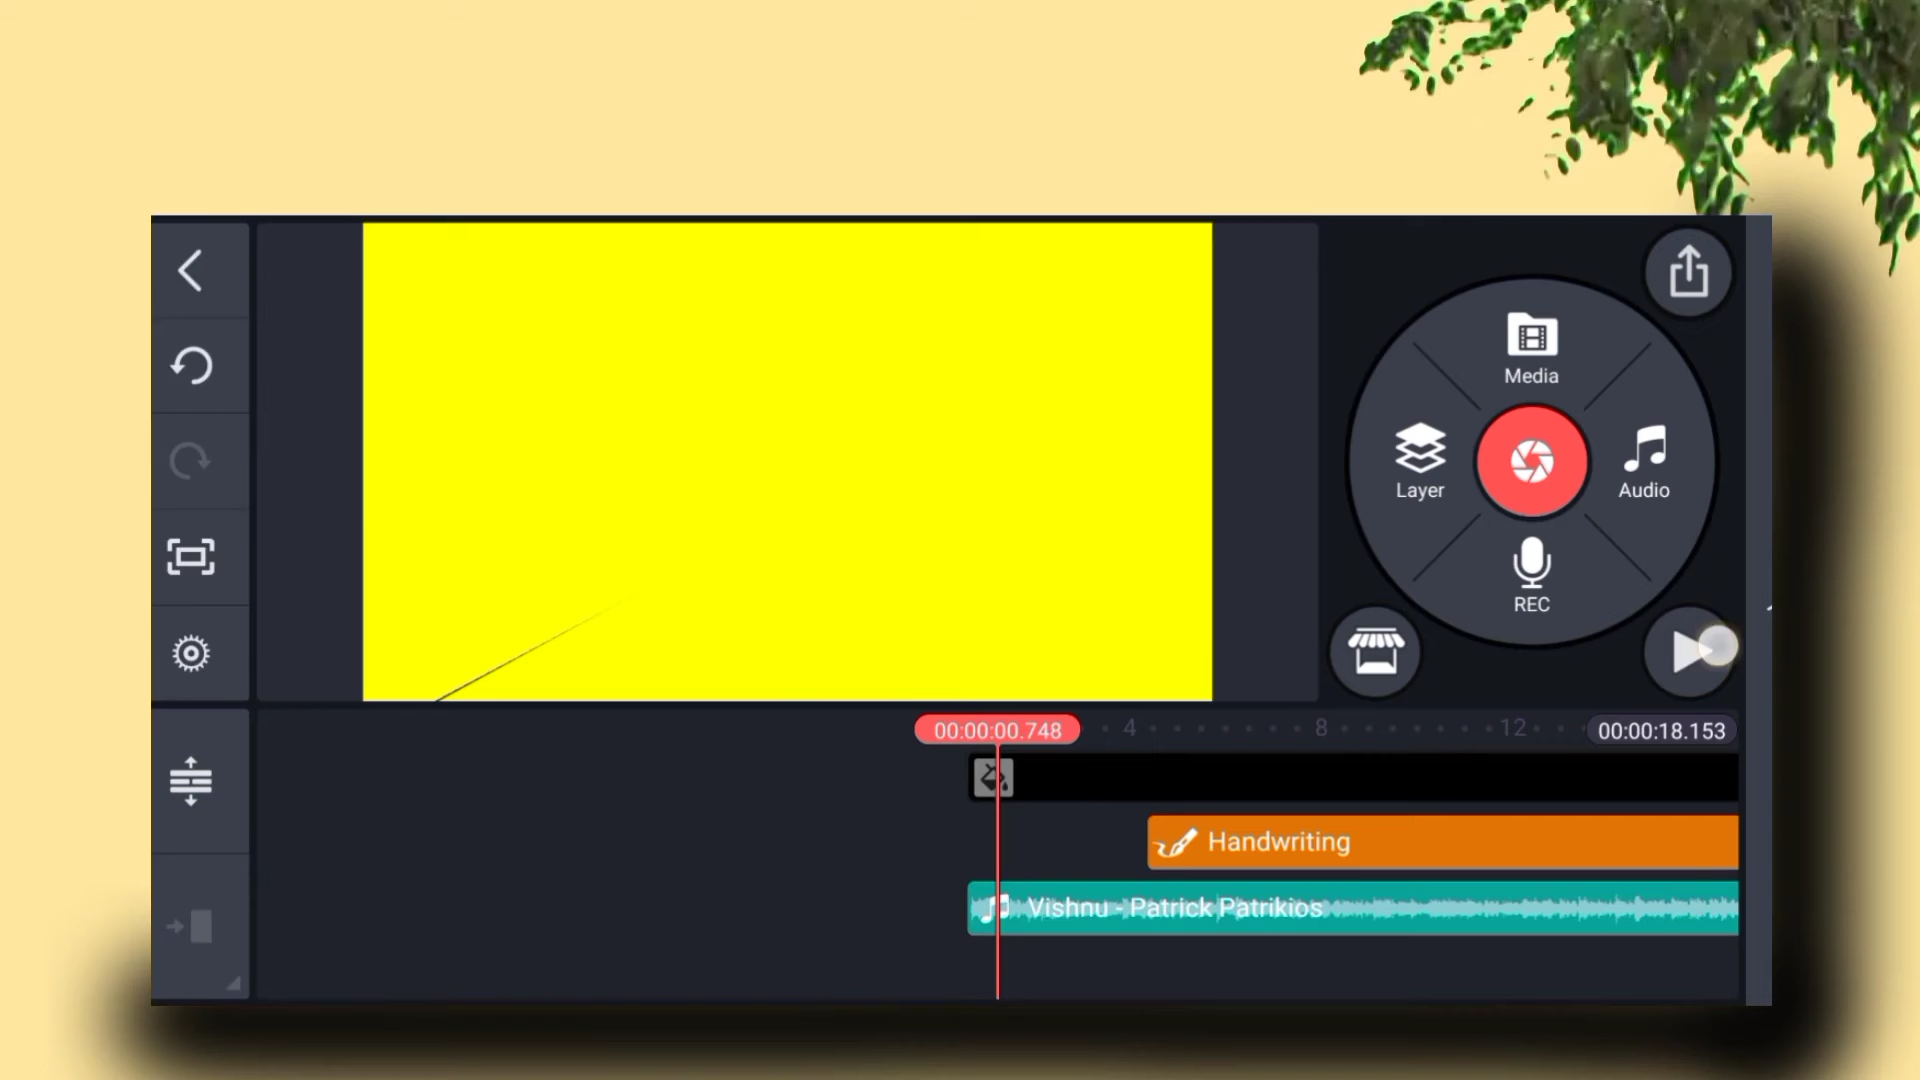 Media
Layer
Audio
REC
00:00:00.748
4
8
12
00:00:18.153
Handwriting
Vishnu - Patrick Patrikios